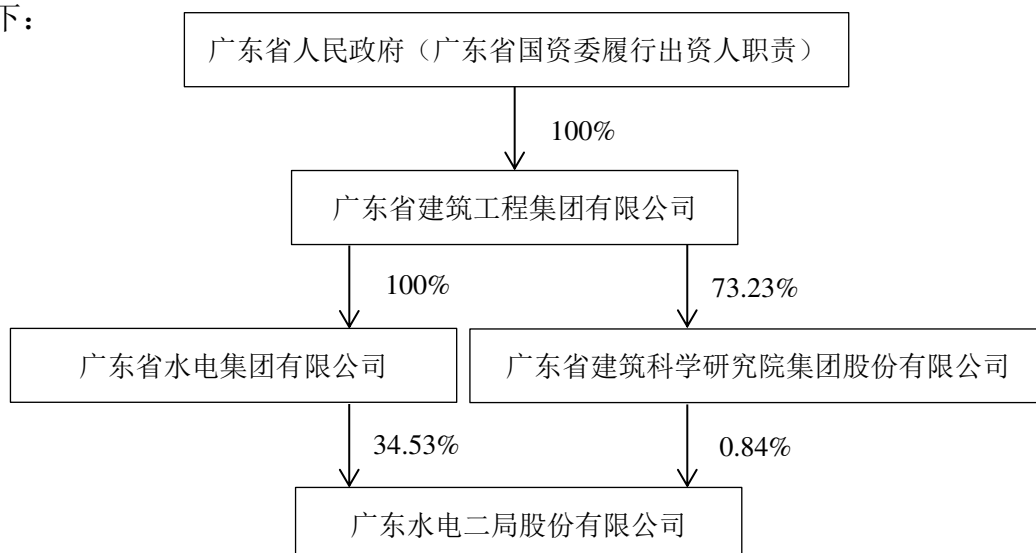 下：
广东省人民政府（广东省国资委履行出资人职责）
100%
广东省建筑工程集团有限公司
100%
73.23%
广东省水电集团有限公司
广东省建筑科学研究院集团股份有限公司
34.53%
0.84%
广东水电二局股份有限公司